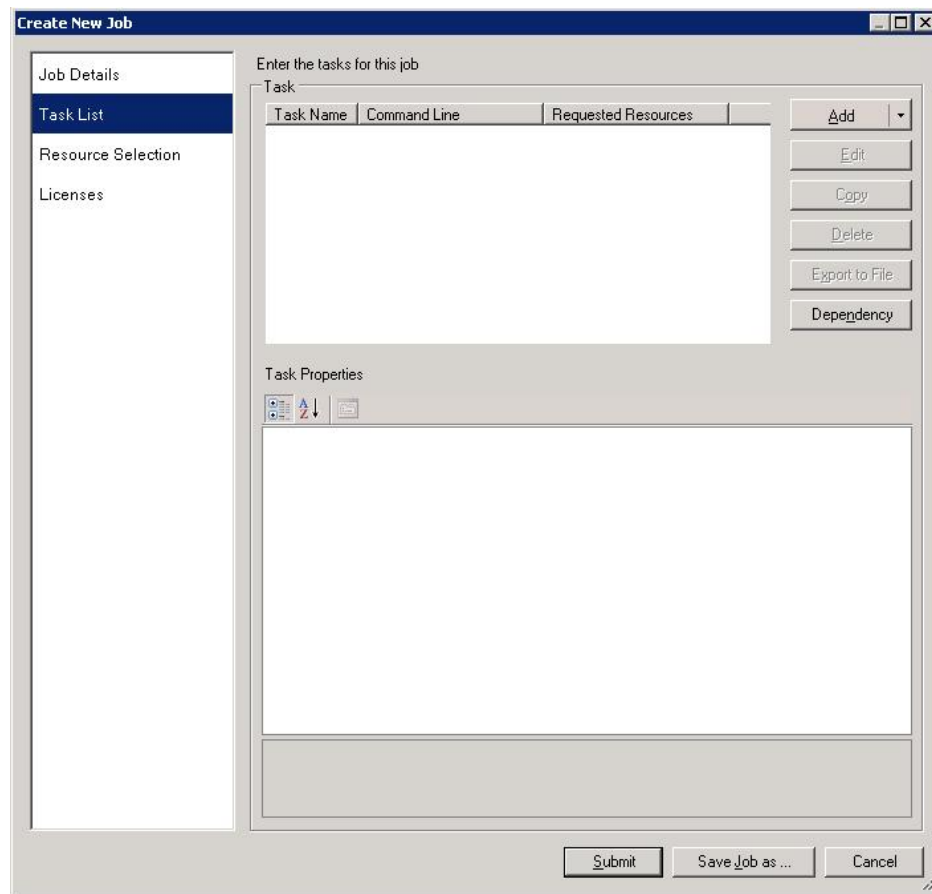 Create New Job
Job Details
Task List
Resource Selection
Licenses
Enter the tasks for this job
Task
Task Name Command Line Requested Resources
Add
Edit
Copy
Delete
Export to File
Dependency
Task Properties
A
Z
Submit Save Job as ... Cancel